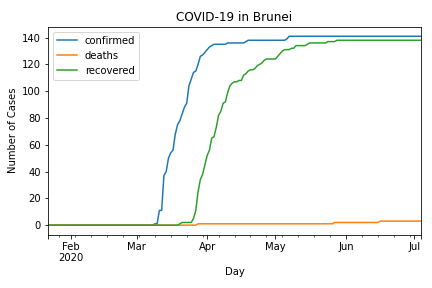 COVID-19 in Brunei
confirmed
deaths
recovered
Number of Cases
140
120
100
80
60
40
20
0
Feb
2020
Mar
Apr
May
Jun
Jul
Day